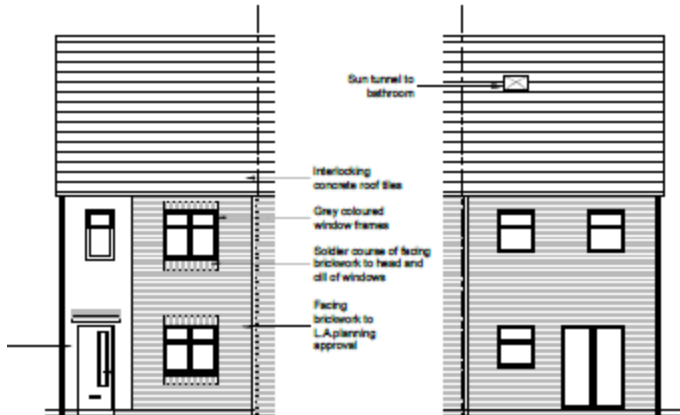 Sun tunnel to
bathroom
Interlocking
concrete roof tiles
Grey coloured
window frames
Soldier course of facing
brickwork to head and
cill of windows
Facing
brickwork to
L.A.planning
approval